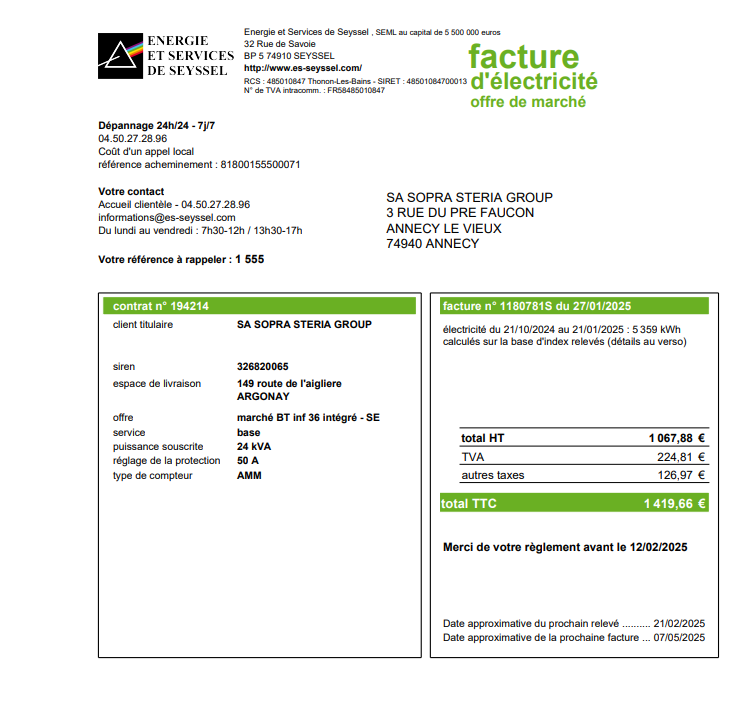 ENERGIE
ET SERVICES
DE SEYSSEL
Energie et Services de Seyssel , SEML au capital de 5 500 000 euros
32 Rue de Savoie
BP 5 74910 SEYSSEL
http://www.es-seyssel.com/
RCS : 485010847 Thonon-Les-Bains - SIRET : 48501084700013
N° de TVA intracomm. : FR58485010847
facture
d'électricité
offre de marché
Dépannage 24h/24 - 7j/7
04.50.27.28.96
Coût d'un appel local
référence acheminement : 81800155500071
Votre contact
Accueil clientèle - 04.50.27.28.96
informations@es-seyssel.com
Du lundi au vendredi : 7h30-12h / 13h30-17h
Votre référence à rappeler : 1 555
SA SOPRA STERIA GROUP
3 RUE DU PRE FAUCON
ANNECY LE VIEUX
74940 ANNECY
contrat n° 194214
client titulaire SA SOPRA STERIA GROUP
siren 326820065
espace de livraison 149 route de l'aigliere
ARGONAY
offre marché BT inf 36 intégré - SE
service base
puissance souscrite 24 kVA
réglage de la protection 50 A
type de compteur AMM
facture n° 1180781S du 27/01/2025
électricité du 21/10/2024 au 21/01/2025 : 5 359 kWh
calculés sur la base d'index relevés (détails au verso)
total HT 1 067,88 €
TVA 224,81 €
autres taxes 126,97 €
total TTC 1 419,66 €
Merci de votre règlement avant le 12/02/2025
Date approximative du prochain relevé .......... 21/02/2025
Date approximative de la prochaine facture ... 07/05/2025